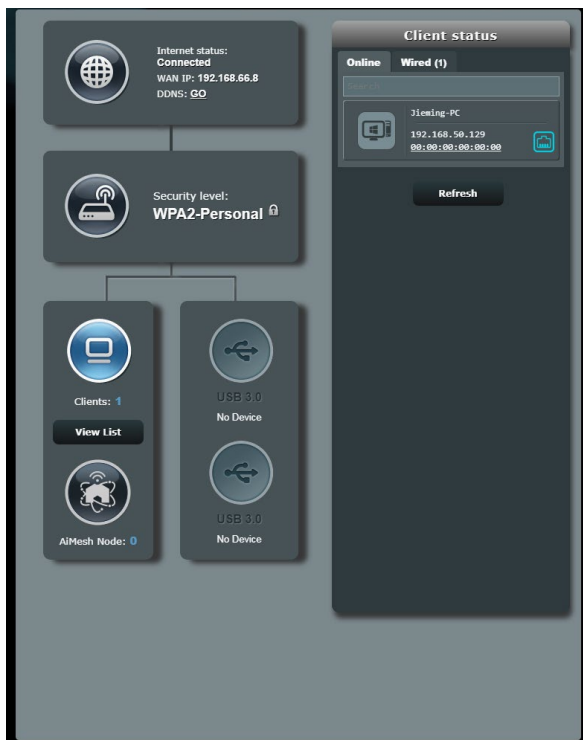 Internet status:
Connected
WAN IP: 192.168.66.8
DDNS: GO
Security level:
WPA2-Personal
Clients: 1
View List
AiMesh Node: 0
USB 3.0
No Device
USB 3.0
No Device
Client status
Online Wired (1)
Search
Jieming-PC
192.168.50.129
00:00:00:00:00:00
Refresh